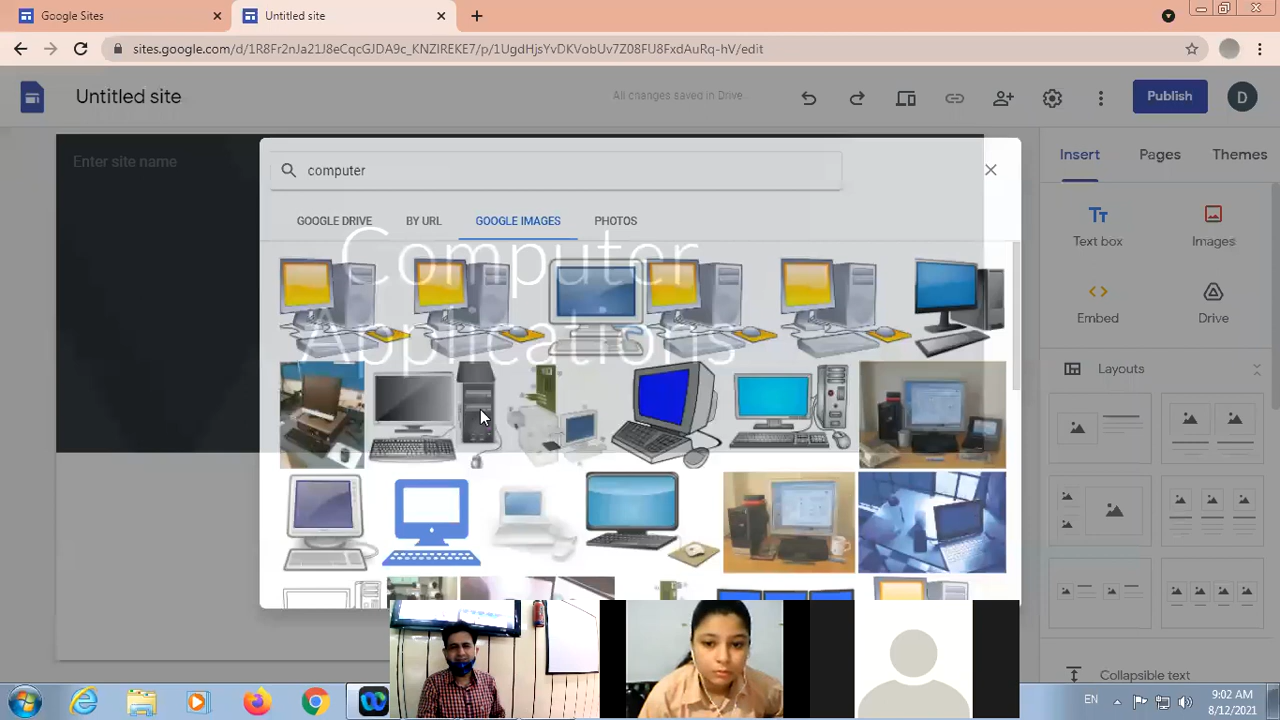 Google Sites
Untitled site
sites.google.com/d/1R8Fr2nJa21J8eCqcGJDA9c_KNZIREKE7/p/1UgdHjsYvDKVobUv7Z08FU8FxdAuRq-hV/edit
Untitled site
All changes saved in Drive.
Publish
D
Enter site name
computer
GOOGLE DRIVE
BY URL
GOOGLE IMAGES
PHOTOS
Computer
Applications
Insert
Pages
Themes
Text box
Images
Embed
Drive
Layouts
Collapsible text
EN
9:02 AM
8/12/2021